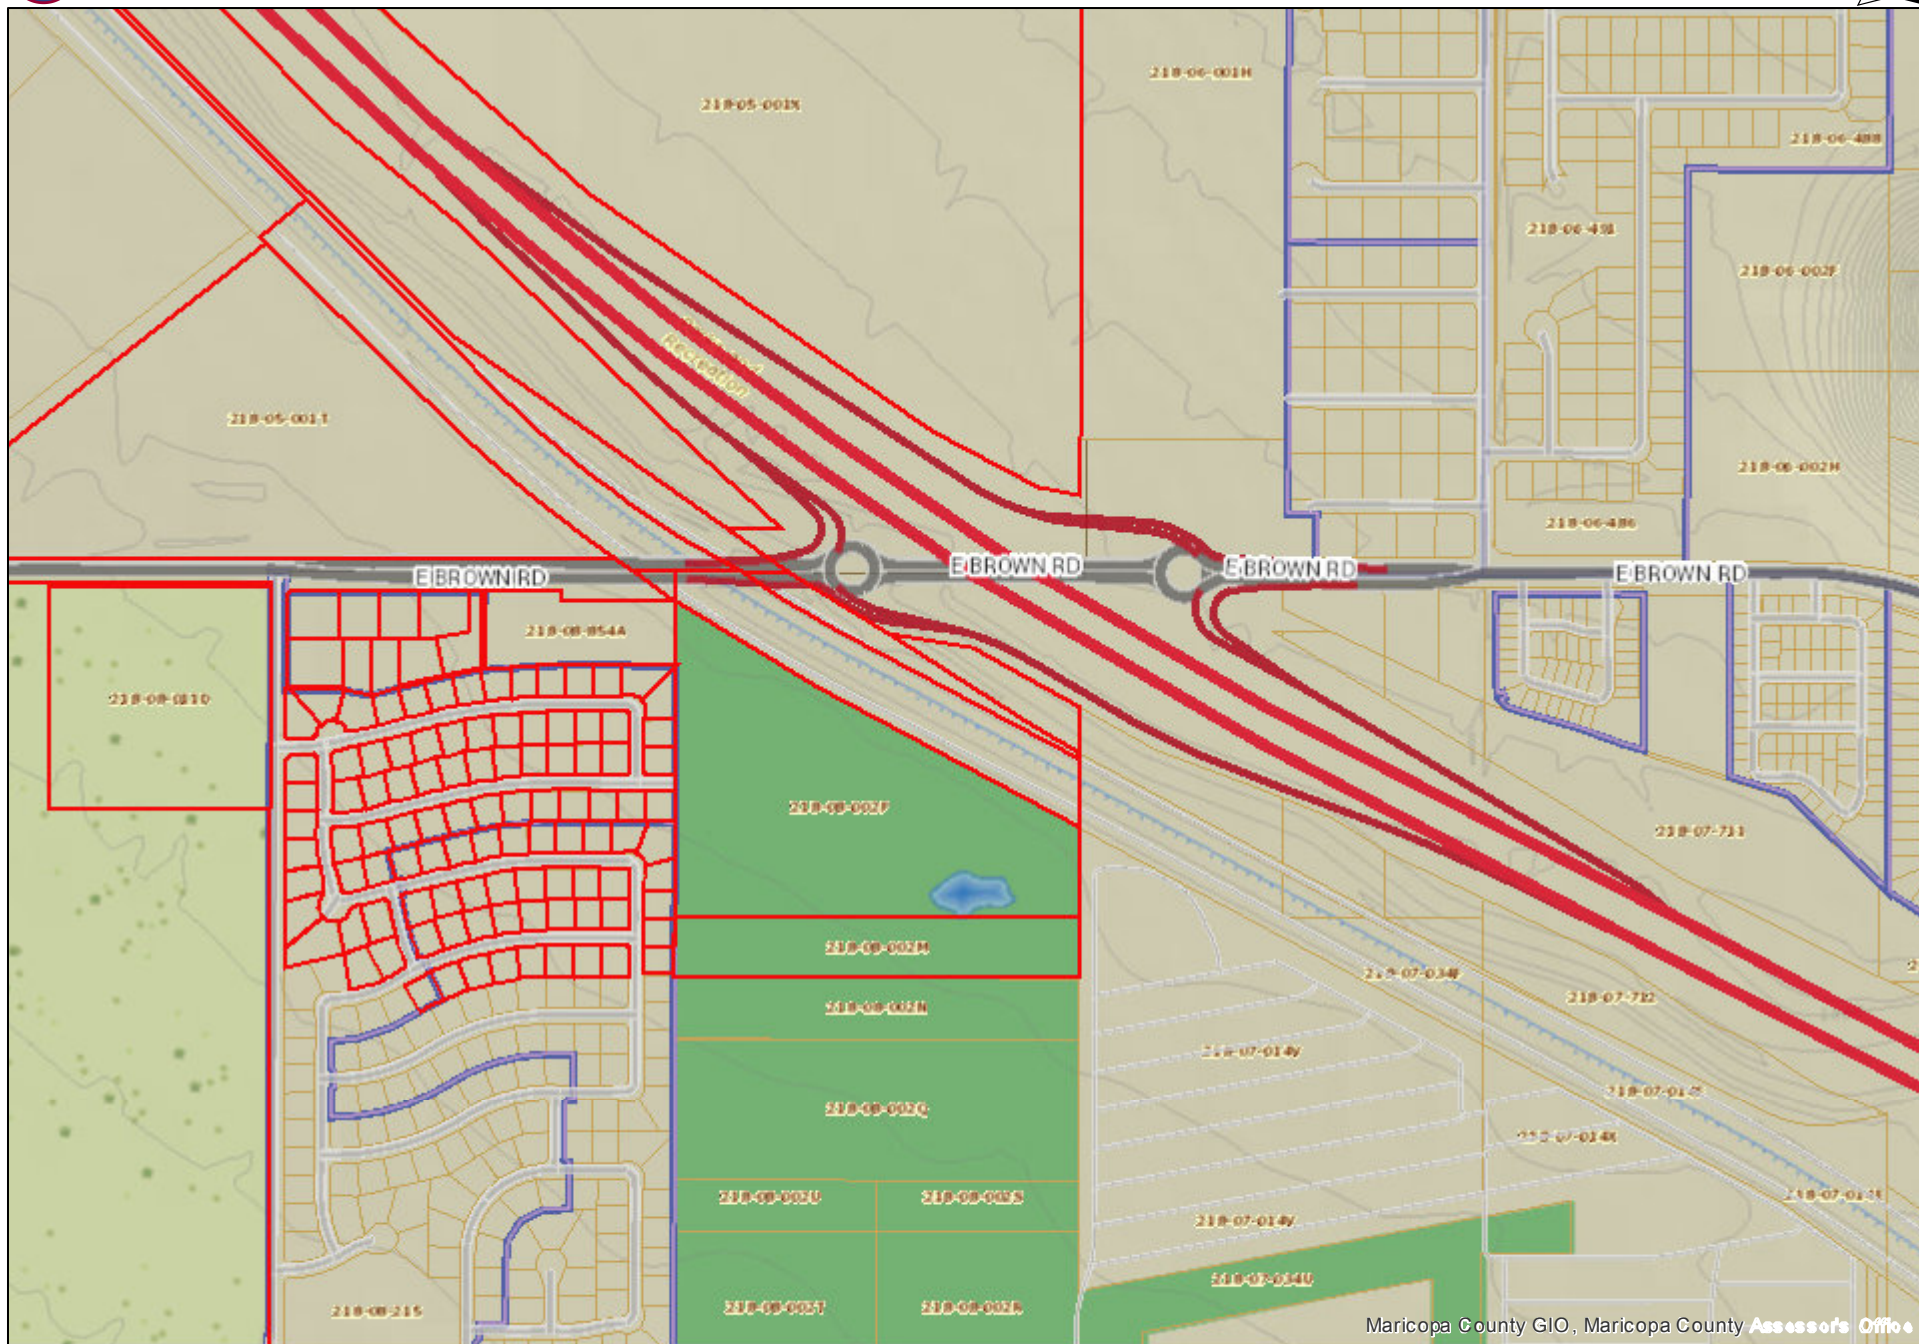 218-06-001H
218-05-001X
218-06-488
218-06-491
218-06-002F
Recreation
218-05-001T
218-06-002H
218-06-486
E BROWN RD
E BROWN RD
E BROWN RD
E BROWN RD
218-08-854A
218-08-002P
218-07-711
218-08-002M
218-08-002N
218-07-712
218-07-014V
218-08-002Q
218-07-014X
218-08-002U
218-08-002S
218-07-014V
218-07-034U
218-08-002T
218-08-002R
218-08-215
Maricopa County GIO, Maricopa County Assessor's Office